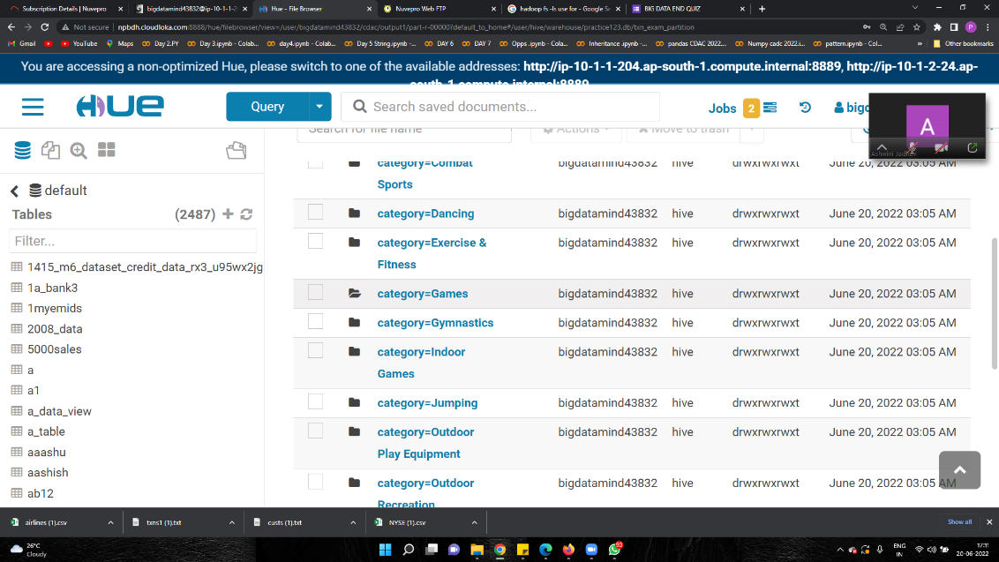 Subscription Details | Nuvepro
bigdatamind43832@ip-10-1-1-2
Hue - File Browser
Nuvepro Web FTP
hadoop fs -ls use for - Google Se
BIG DATA END QUIZ
Not secure | npbdh.cloudloka.com:8888/hue/filebrowser/view=/user/bigdatamind43832/cdac/output1/part-r-00000?default_to_home#/user/hive/warehouse/practice123.db/txn_exam_partition
Gmail
YouTube
Maps
Day 2.PY
Day 3.ipynb - Colab...
day4.ipynb - Colab...
Day 5 String.ipynb -...
DAY 6
DAY 7
Opps .ipynb - Cola...
Inheritance .ipynb -...
pandas CDAC 2022....
Numpy cadc 2022.i...
pattern.ipynb - Col...
»
Other bookmarks
You are accessing a non-optimized Hue, please switch to one of the available addresses: http://ip-10-1-1-204.ap-south-1.compute.internal:8889, http://ip-10-1-2-24.ap-
south-1.compute.internal:8889
HUE
Query
Search saved documents...
Jobs 2
A
Ashwini Jadhav
Search for file name
Actions
Move to trash
default
Tables (2487)
Filter...
1415_m6_dataset_credit_data_rx3_u95wx2jg
1a_bank3
1myemids
2008_data
5000sales
a
a1
a_data_view
a_table
aaashu
aashish
ab12
category=Combat bigdatamind43832 hive drwxrwxrwxt June 20, 2022 03:05 AM
Sports
category=Dancing bigdatamind43832 hive drwxrwxrwxt June 20, 2022 03:05 AM
category=Exercise & bigdatamind43832 hive drwxrwxrwxt June 20, 2022 03:05 AM
Fitness
category=Games bigdatamind43832 hive drwxrwxrwxt June 20, 2022 03:05 AM
category=Gymnastics bigdatamind43832 hive drwxrwxrwxt June 20, 2022 03:05 AM
category=Indoor bigdatamind43832 hive drwxrwxrwxt June 20, 2022 03:05 AM
Games
category=Jumping bigdatamind43832 hive drwxrwxrwxt June 20, 2022 03:05 AM
category=Outdoor bigdatamind43832 hive drwxrwxrwxt June 20, 2022 03:05 AM
Play Equipment
category=Outdoor bigdatamind43832 hive drwxrwxrwxt June 20, 2022 03:05 AM
Recreation
airlines (1).csv
txns1 (1).txt
custs (1).txt
NYSE (1).csv
Show all
26°C
Cloudy
93
ENG
IN
17:31
20-06-2022